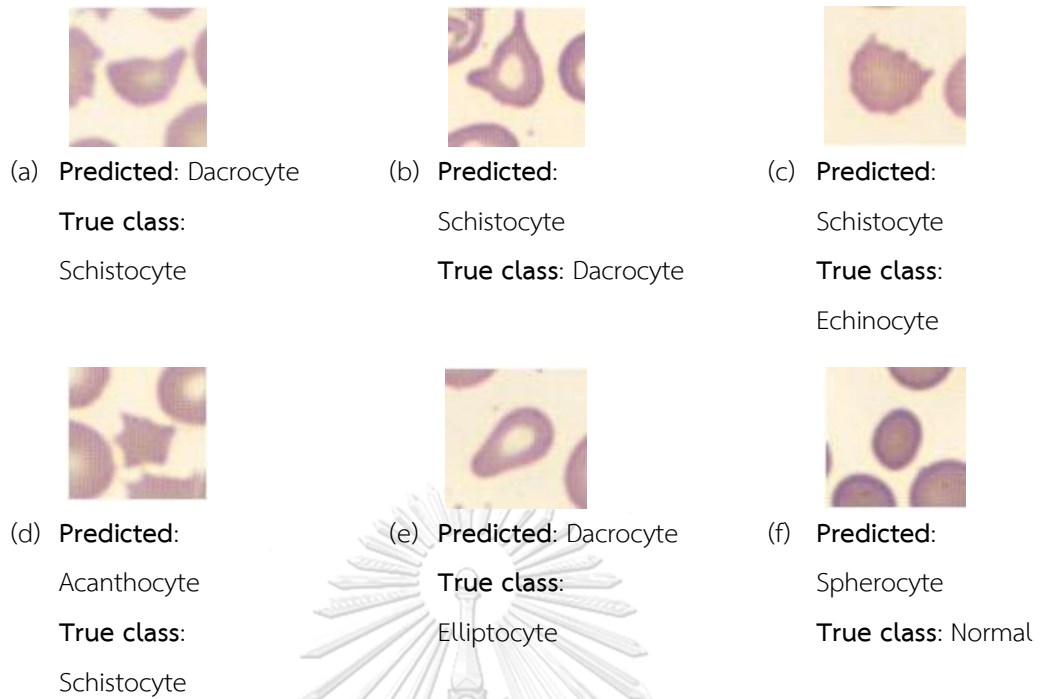 (a) Predicted: Dacrocyte
True class:
Schistocyte
(b) Predicted:
Schistocyte
True class: Dacrocyte
(c) Predicted:
Schistocyte
True class:
Echinocyte
(d) Predicted:
Acanthocyte
True class:
Schistocyte
(e) Predicted: Dacrocyte
True class:
Elliptocyte
(f) Predicted:
Spherocyte
True class: Normal